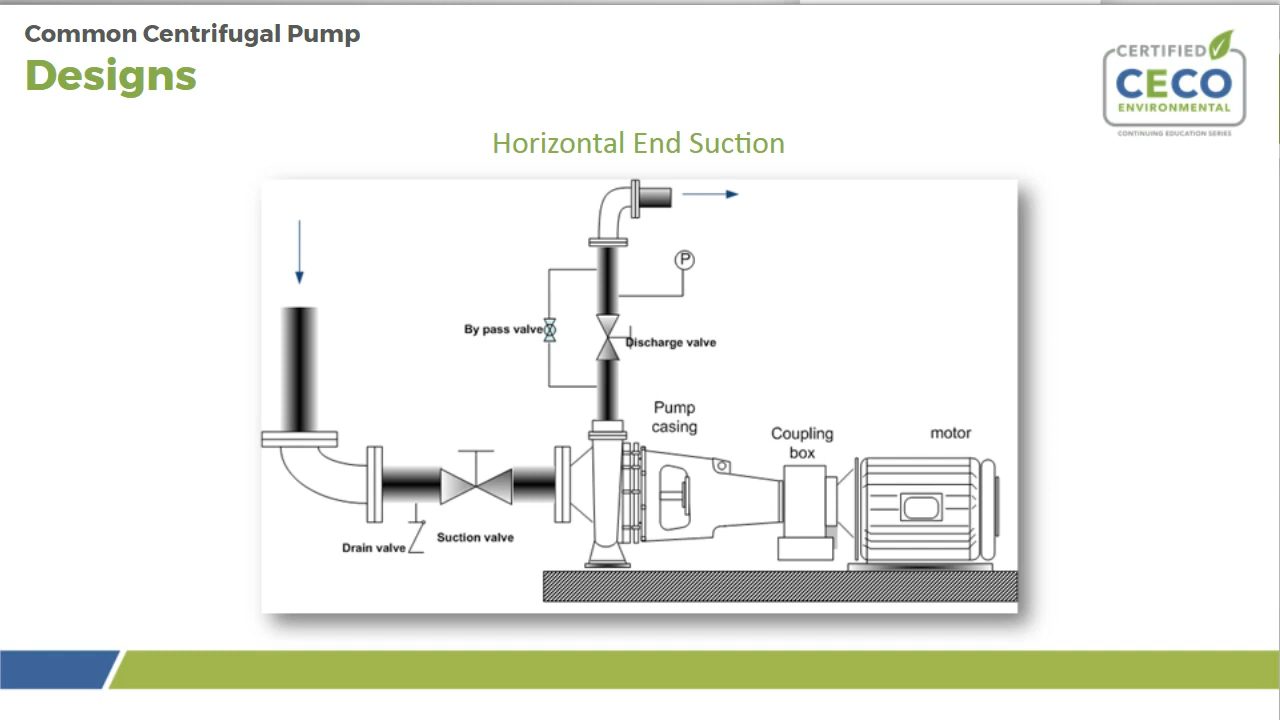 Common Centrifugal Pump
Designs
CERTIFIED
CECO
ENVIRONMENTAL
CONTINUING EDUCATION SERIES
Horizontal End Suction
P
By pass valve
Discharge valve
Pump
casing
Coupling
box
motor
Drain valve
Suction valve